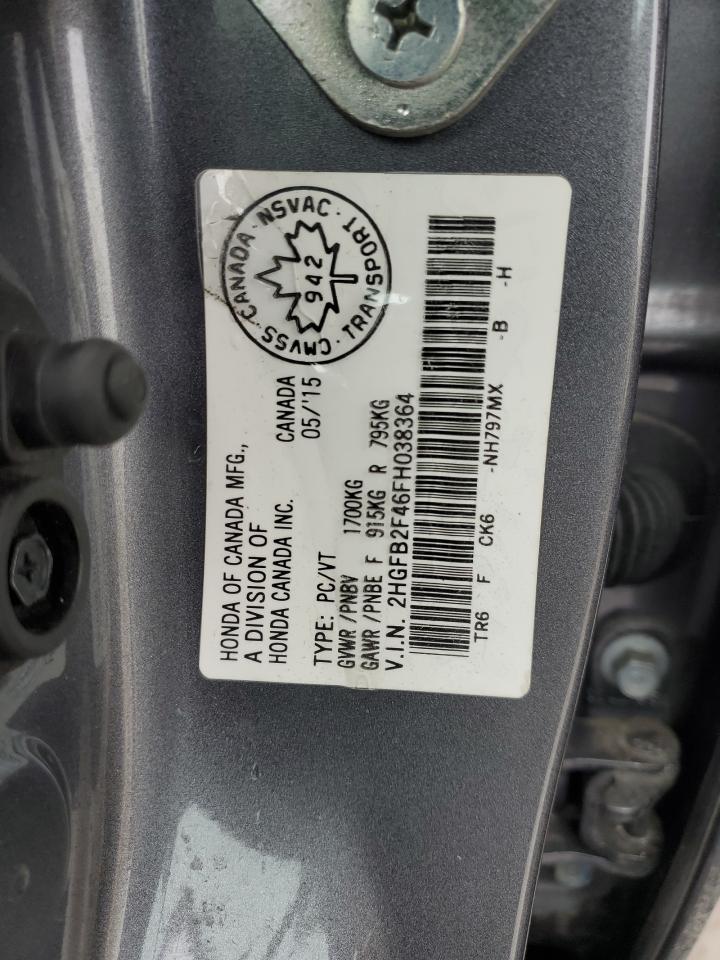 HONDA OF CANADA MFG.,
A DIVISION OF
HONDA CANADA INC.
CANADA
05/'15
CMVSS·CANADA·NSVAC·TRANSPORT·
942
TYPE: PC/VT
GVWR /PNBV 1700KG
GAWR /PNBE F 915KG R 795KG
V.I.N. 2HGFB2F46FH038364
TR6 F CK6 -NH797MX -B -H